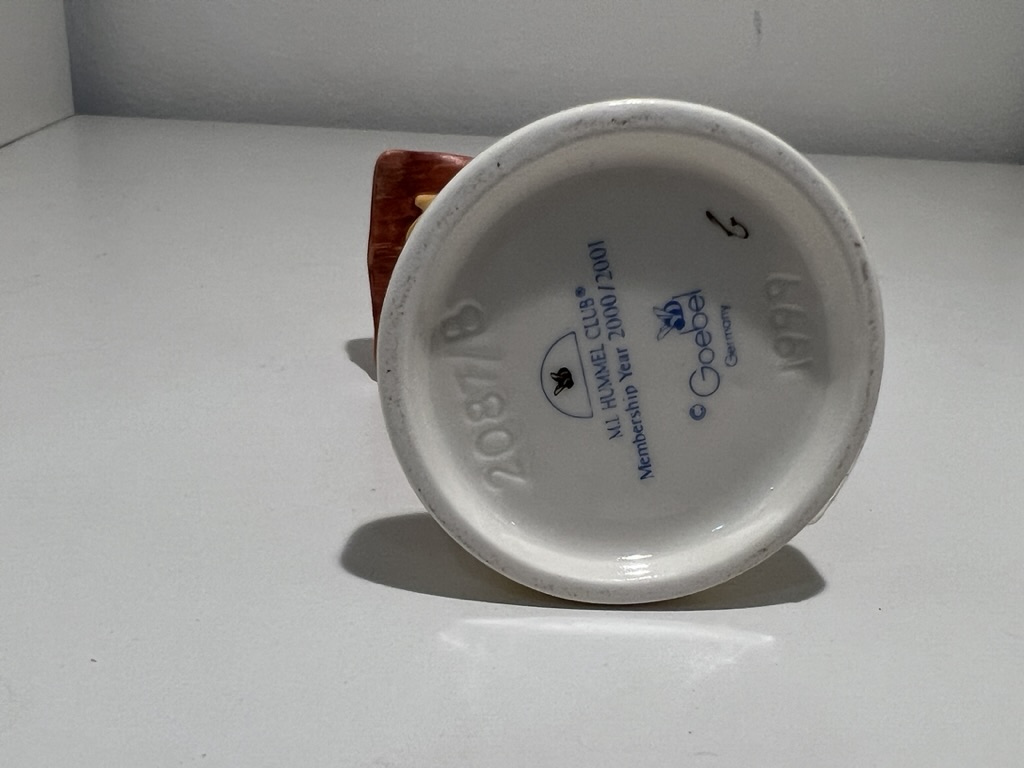 2087/B
M.I. HUMMEL CLUB®
Membership Year 2000/2001
© Goebel
Germany
1999